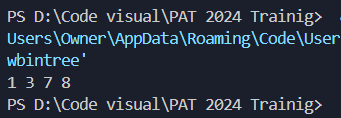 PS D:\Code visual\PAT 2024 Trainig>
Users\Owner\AppData\Roaming\Code\User
wbintree'
1 3 7 8
PS D:\Code visual\PAT 2024 Trainig>